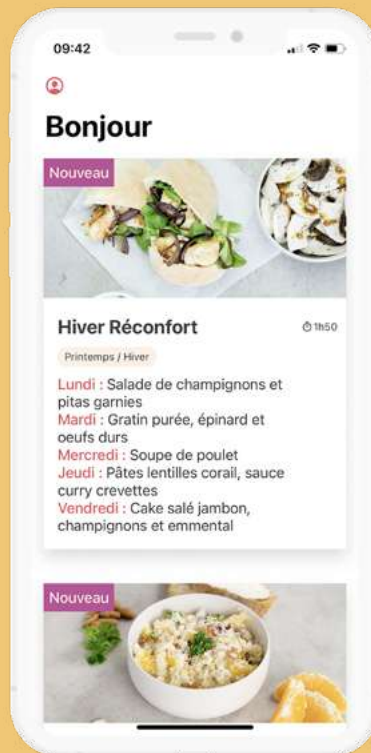 09:42
Bonjour
Nouveau
Hiver Réconfort
1h50
Printemps / Hiver
Lundi : Salade de champignons et
pitas garnies
Mardi : Gratin purée, épinard et
oeufs durs
Mercredi : Soupe de poulet
Jeudi : Pâtes lentilles corail, sauce
curry crevettes
Vendredi : Cake salé jambon,
champignons et emmental
Nouveau